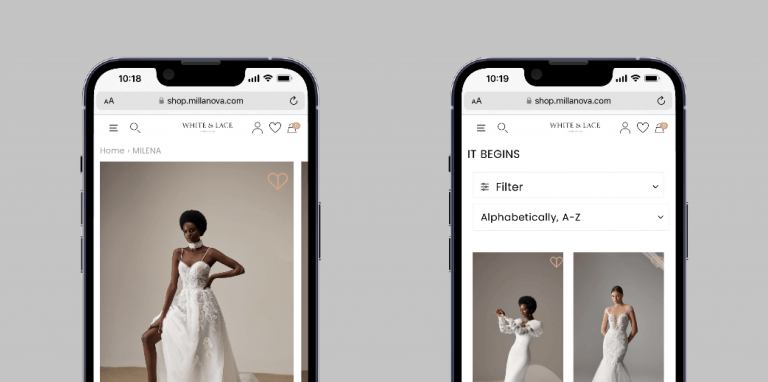 10:18
AA shop.millanova.com
WHITE & LACE
Home › MILENA
10:19
AA shop.millanova.com
WHITE & LACE
IT BEGINS
Filter
Alphabetically, A-Z